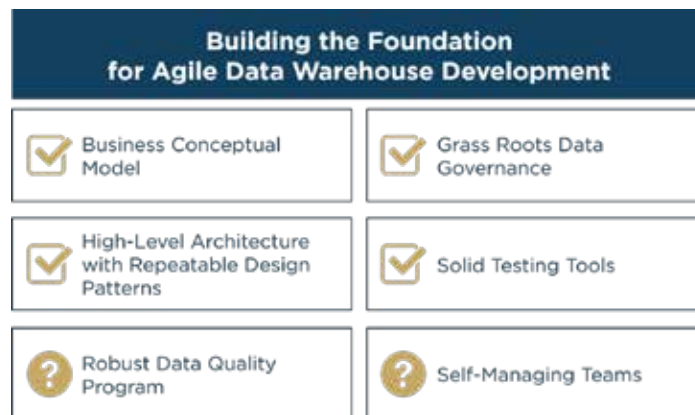 Building the Foundation
for Agile Data Warehouse Development
Business Conceptual
Model
Grass Roots Data
Governance
High-Level Architecture
with Repeatable Design
Patterns
Solid Testing Tools
Robust Data Quality
Program
Self-Managing Teams